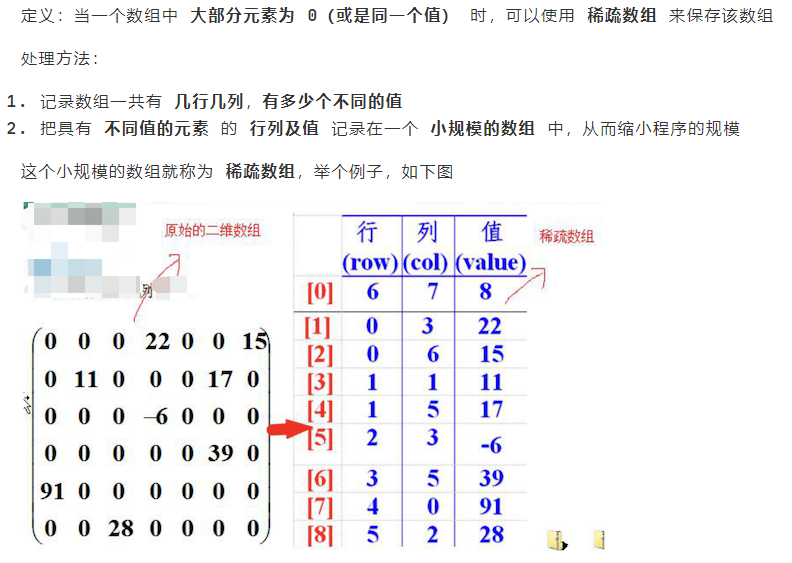 定义：当一个数组中 大部分元素为 0（或是同一个值） 时，可以使用 稀疏数组 来保存该数组
处理方法：
1. 记录数组一共有 几行几列，有多少个不同的值
2. 把具有 不同值的元素 的 行列及值 记录在一个 小规模的数组 中，从而缩小程序的规模
这个小规模的数组就称为 稀疏数组，举个例子，如下图
原始的二维数组
列
0 0 0 22 0 0 15
0 11 0 0 0 17 0
0 0 0 –6 0 0 0
0 0 0 0 0 39 0
91 0 0 0 0 0 0
0 0 28 0 0 0 0
行 列 值
(row) (col) (value)
[0] 6 7 8
[1] 0 3 22
[2] 0 6 15
[3] 1 1 11
[4] 1 5 17
[5] 2 3 -6
[6] 3 5 39
[7] 4 0 91
[8] 5 2 28
稀疏数组